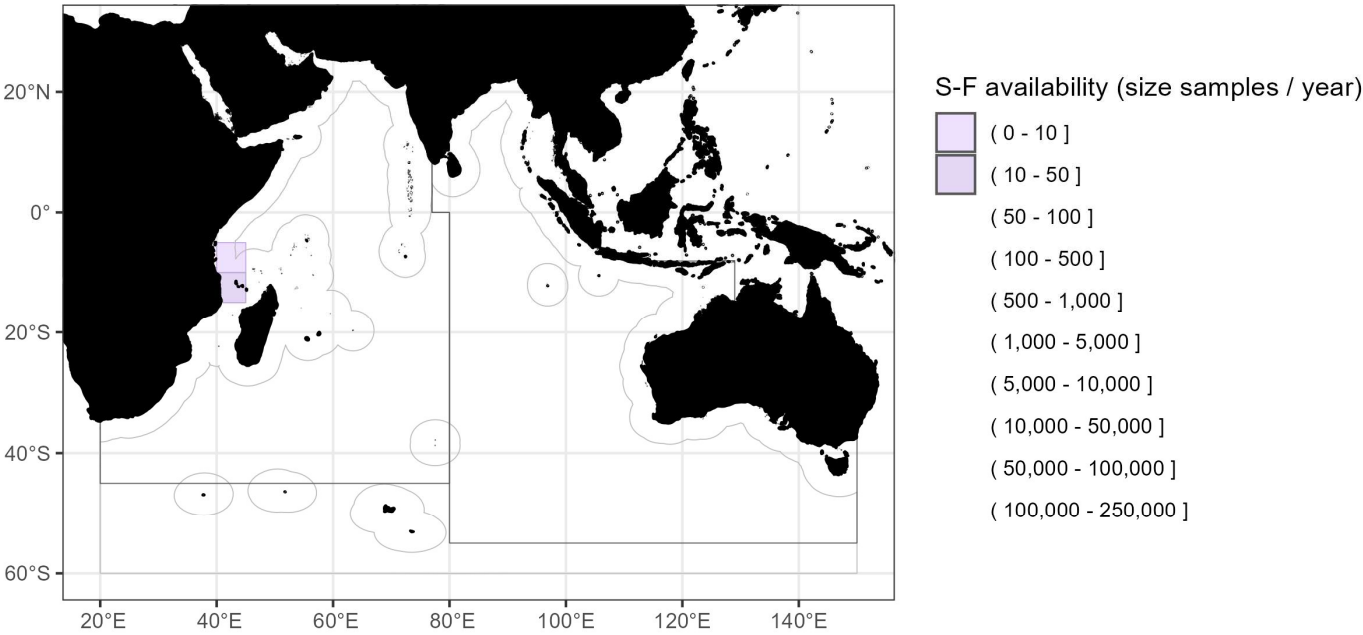 S-F availability (size samples / year)
( 0 - 10 ]
( 10 - 50 ]
( 50 - 100 ]
( 100 - 500 ]
( 500 - 1,000 ]
( 1,000 - 5,000 ]
( 5,000 - 10,000 ]
( 10,000 - 50,000 ]
( 50,000 - 100,000 ]
( 100,000 - 250,000 ]
20°N
0°
20°S
40°S
60°S
20°E 40°E 60°E 80°E 100°E 120°E 140°E